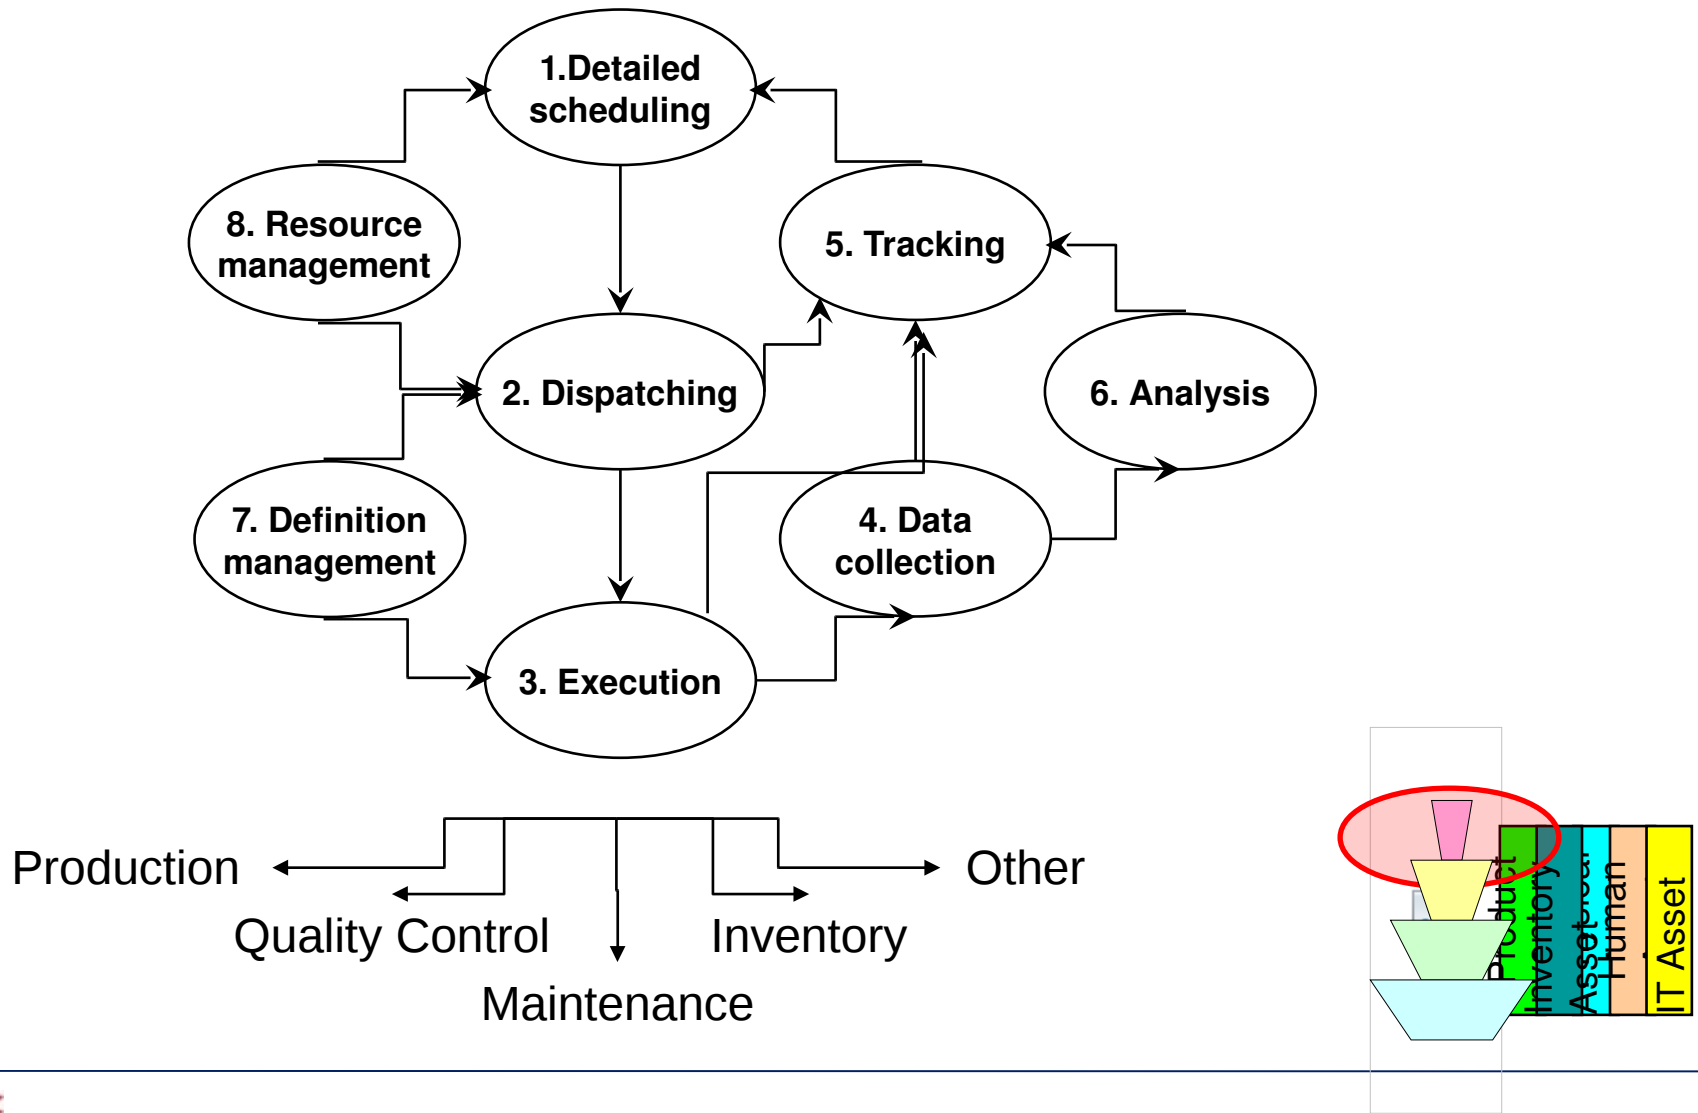 1.Detailed
scheduling
8. Resource
management
5. Tracking
2. Dispatching
6. Analysis
7. Definition
management
4. Data
collection
3. Execution
Production
Other
Quality Control
Inventory
Maintenance
Inventory
Asset
Human
IT Asset